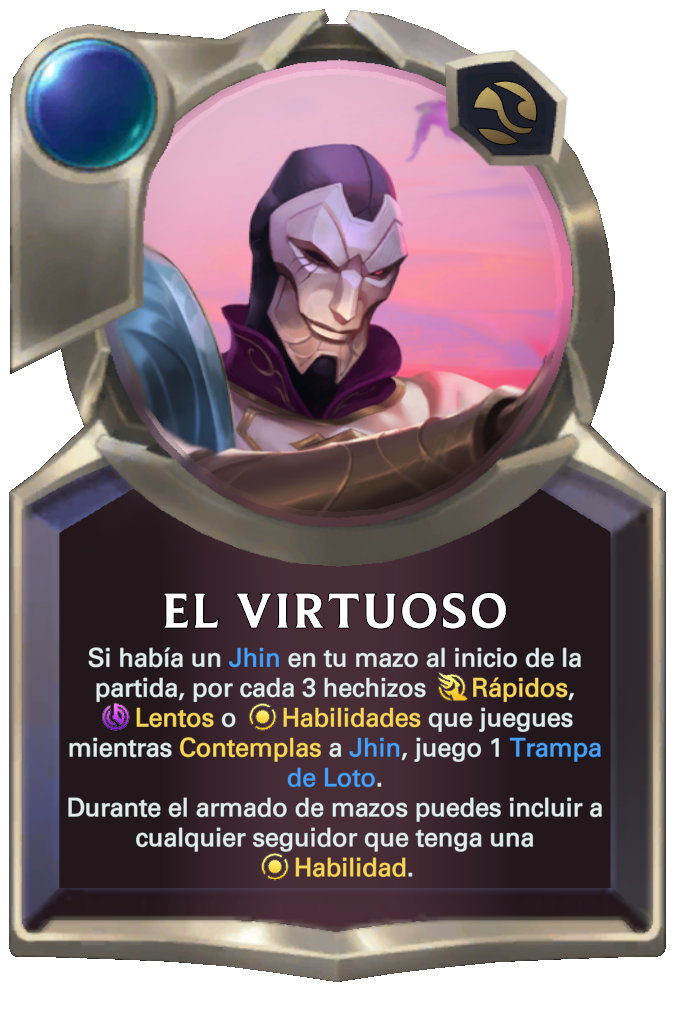 EL VIRTUOSO
Si había un Jhin en tu mazo al inicio de la
partida, por cada 3 hechizos Rápidos,
Lentos o Habilidades que juegues
mientras Contemplas a Jhin, juego 1 Trampa
de Loto.
Durante el armado de mazos puedes incluir a
cualquier seguidor que tenga una
Habilidad.